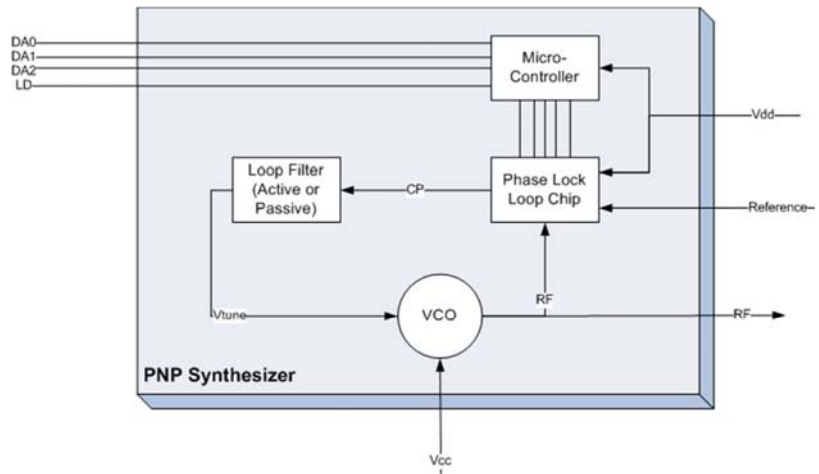 DA0
DA1
DA2
LD
Micro-
Controller
Vdd
Loop Filter
(Active or
Passive)
CP
Phase Lock
Loop Chip
Reference
RF
Vtune
VCO
RF
PNP Synthesizer
Vcc